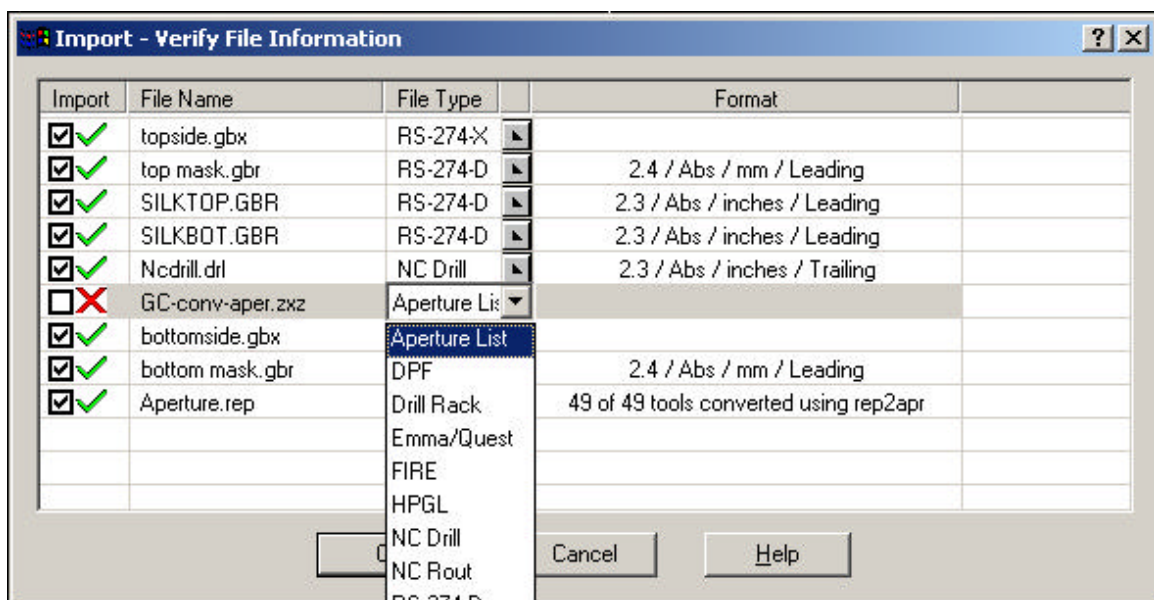 Import - Verify File Information
Import File Name File Type Format
topside.gbx RS-274-X
top mask.gbr RS-274-D 2.4 / Abs / mm / Leading
SILKTOP.GBR RS-274-D 2.3 / Abs / inches / Leading
SILKBOT.GBR RS-274-D 2.3 / Abs / inches / Leading
Ncdrill.drl NC Drill 2.3 / Abs / inches / Trailing
GC-conv-aper.zxz Aperture Lis
bottomside.gbx Aperture List
bottom mask.gbr DPF 2.4 / Abs / mm / Leading
Aperture.rep Drill Rack 49 of 49 tools converted using rep2apr
Emma/Quest
FIRE
HPGL
NC Drill
Cancel Help
NC Rout
RS-274-D